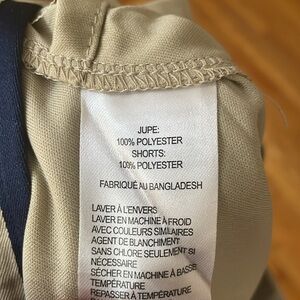 JUPE:
100% POLYESTER
SHORTS:
100% POLYESTER
FABRIQUÉ AU BANGLADESH
LAVER À L'ENVERS
LAVER EN MACHINE À FROID
AVEC COULEURS SIMILAIRES
AGENT DE BLANCHIMENT
SANS CHLORE SEULEMENT SI
NÉCESSAIRE
SÉCHER EN MACHINE À BASSE
TEMPÉRATURE
REPASSER À TEMPÉRATURE